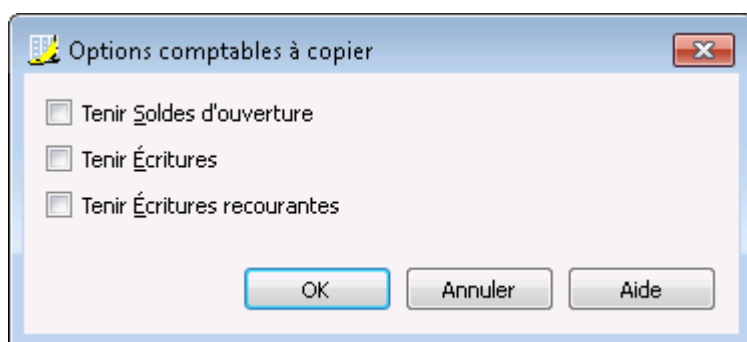 Options comptables à copier
Tenir Soldes d'ouverture
Tenir Écritures
Tenir Écritures recourantes
OK Annuler Aide